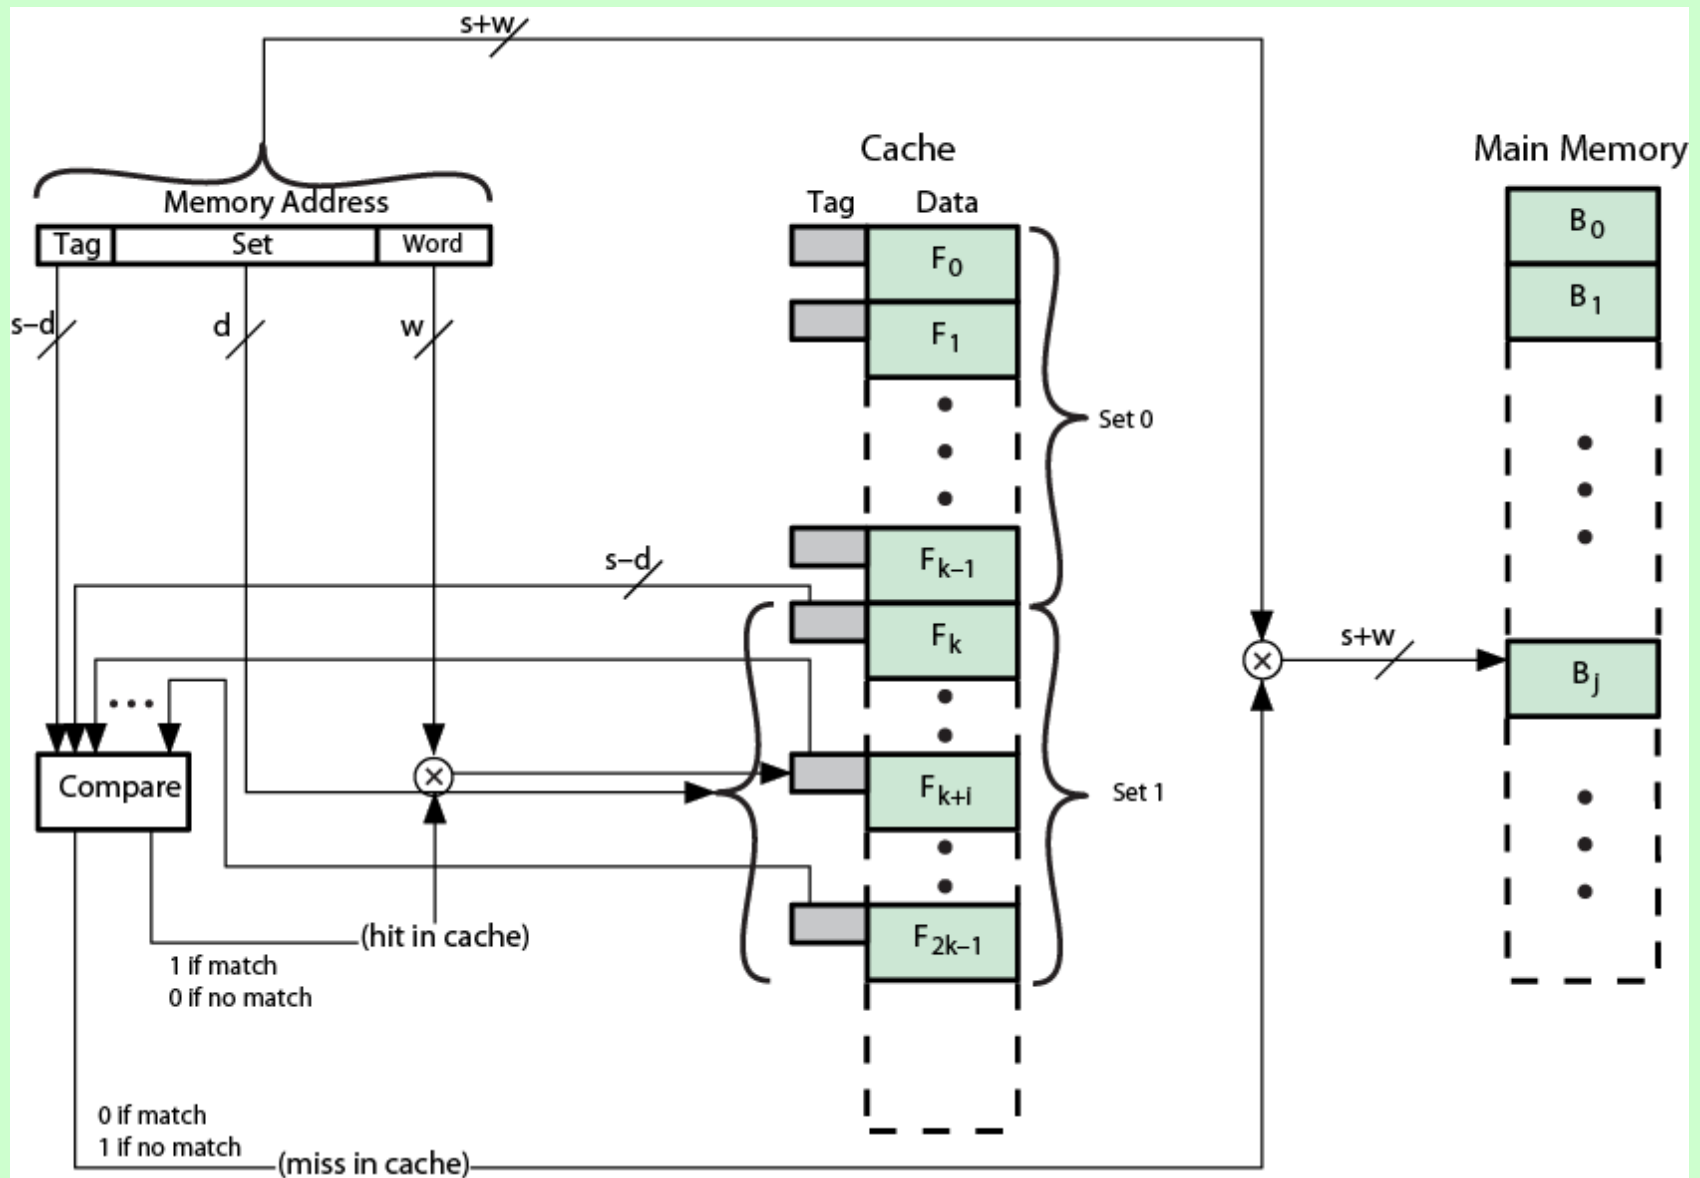 s+w
Cache
Main Memory
Memory Address
Tag Data
Tag Set Word
B0
F0
B1
s–d
d
w
F1
Set 0
Fk–1
s–d
Fk
s+w
Bj
Compare
Fk+i
Set 1
F2k–1
(hit in cache)
1 if match
0 if no match
0 if match
1 if no match
(miss in cache)